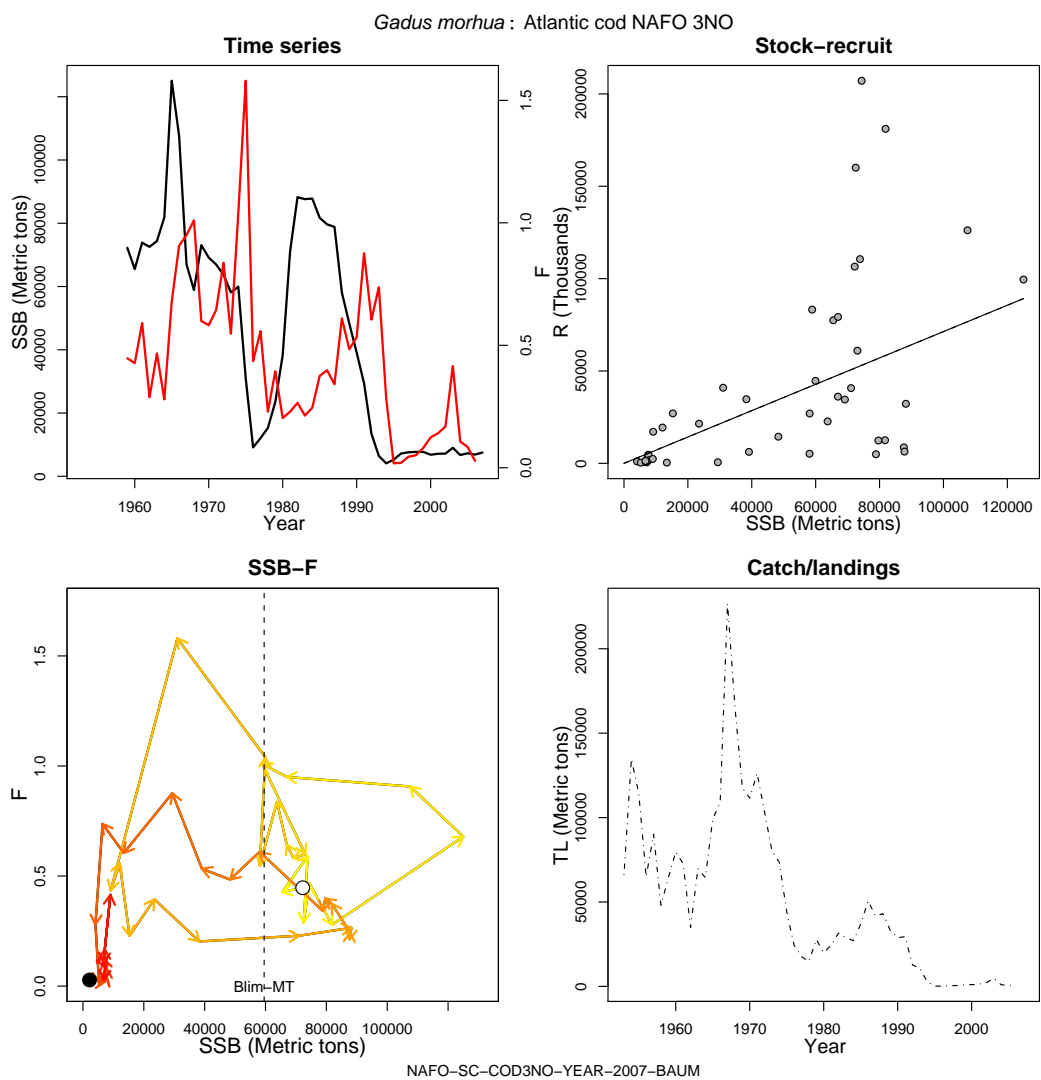 Gadus morhua : Atlantic cod NAFO 3NO
Time series
SSB (Metric tons)
0 20000 40000 60000 80000 100000
F
0.0 0.5 1.0 1.5
1960 1970 1980 1990 2000
Year
Stock−recruit
R (Thousands)
0 50000 100000 150000 200000
0 20000 40000 60000 80000 100000 120000
SSB (Metric tons)
SSB−F
F
0.0 0.5 1.0 1.5
Blim−MT
0 20000 40000 60000 80000 100000
SSB (Metric tons)
Catch/landings
TL (Metric tons)
0 50000 100000 150000 200000
1960 1970 1980 1990 2000
Year
NAFO−SC−COD3NO−YEAR−2007−BAUM